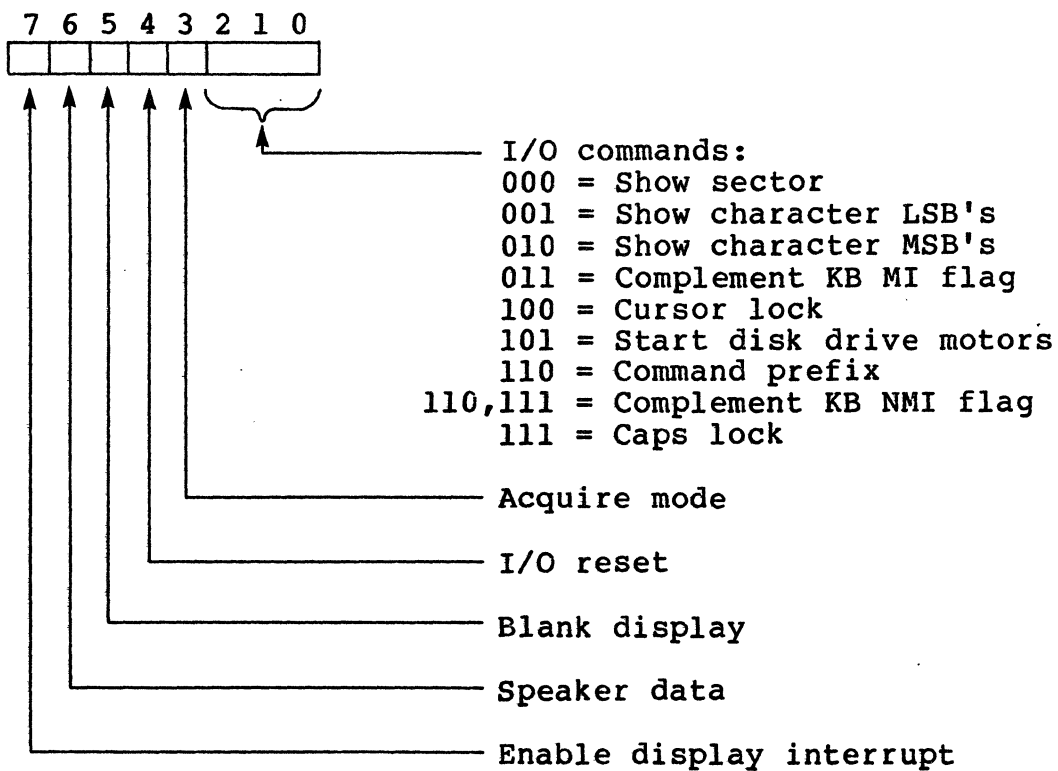 7 6 5 4 3 2 1 0
I/O commands:
000 = Show sector
001 = Show character LSB's
010 = Show character MSB's
011 = Complement KB MI flag
100 = Cursor lock
101 = Start disk drive motors
110 = Command prefix
110,111 = Complement KB NMI flag
111 = Caps lock
Acquire mode
I/O reset
Blank display
Speaker data
Enable display interrupt